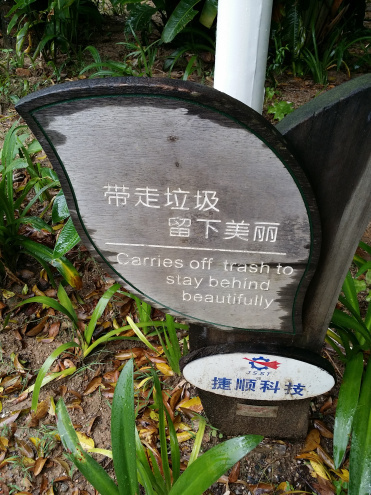 带走垃圾
留下美丽
Carries off trash to
stay behind
beautifully
JSKT
捷顺科技